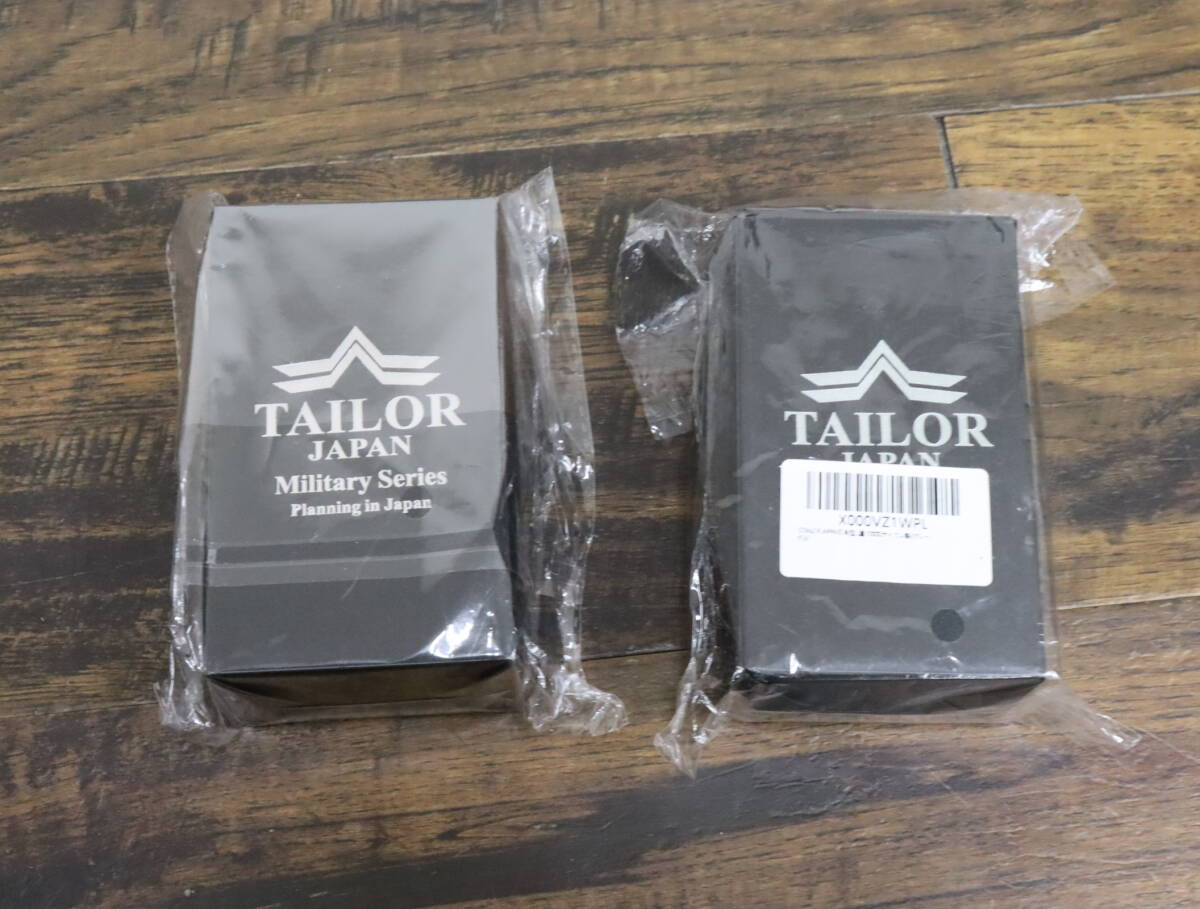 TAILOR
JAPAN
Military Series
Planning in Japan
TAILOR
JAPAN
X000VZ1WPL